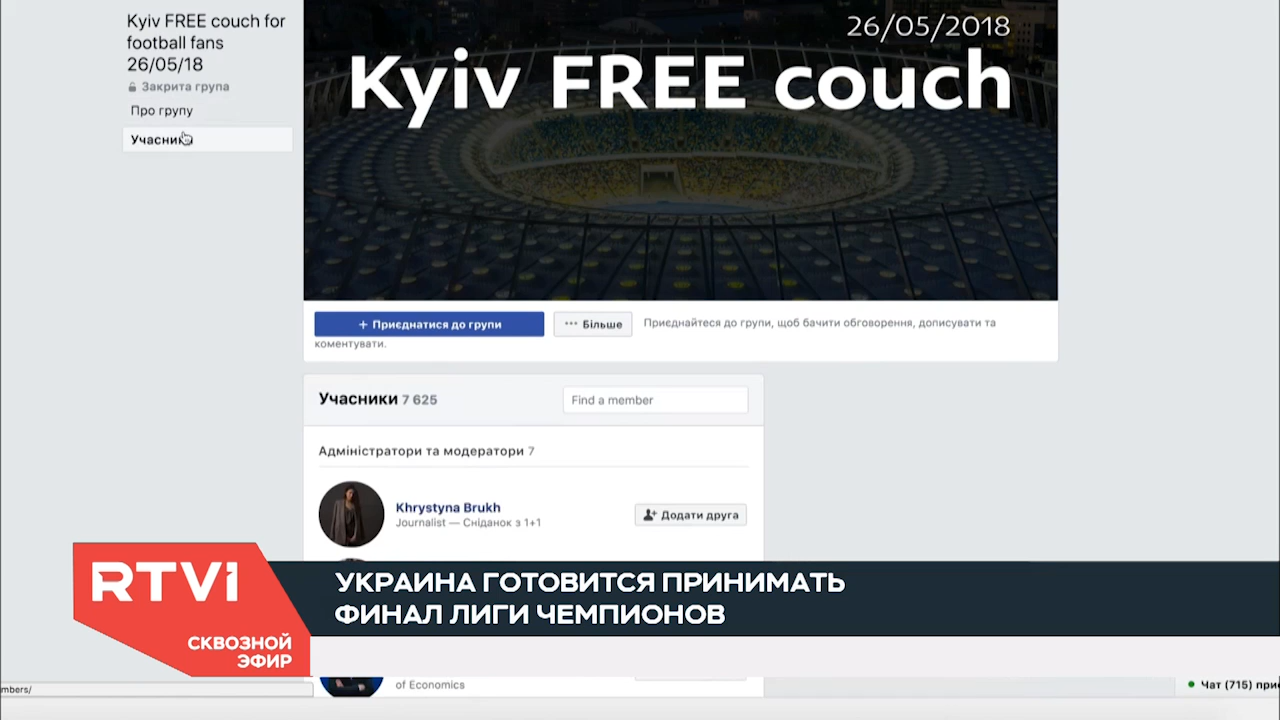 Kyiv FREE couch for
football fans
26/05/18
Закрита група
Про групу
Учасники
26/05/2018
Kyiv FREE couch
+ Приєднатися до групи
··· Більше
Приєднайтеся до групи, щоб бачити обговорення, дописувати та
коментувати.
Учасники 7 625
Find a member
Адміністратори та модератори 7
Khrystyna Brukh
Journalist — Сніданок з 1+1
Додати друга
RTVi
СКВОЗНОЙ
ЭФИР
УКРАИНА ГОТОВИТСЯ ПРИНИМАТЬ
ФИНАЛ ЛИГИ ЧЕМПИОНОВ
of Economics
mbers/
Чат (715)